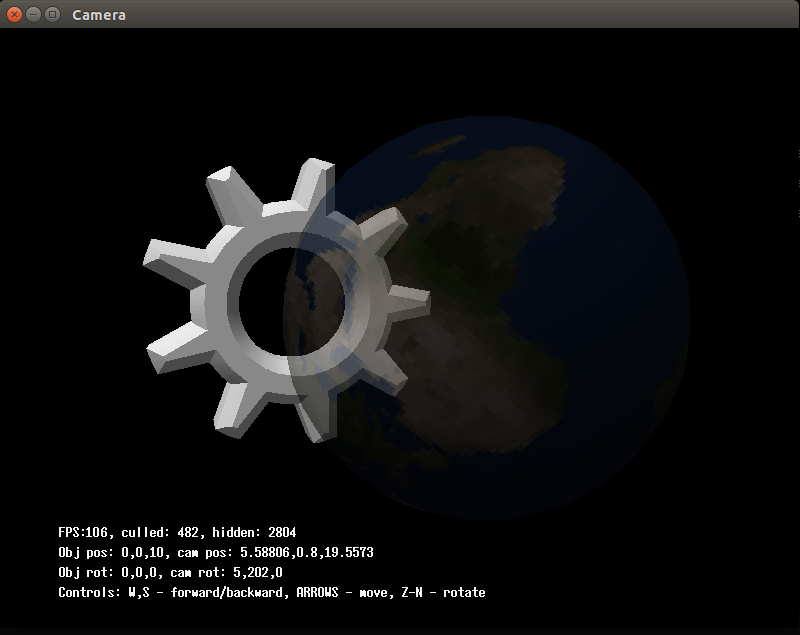 Camera
FPS:106, culled: 482, hidden: 2804
Obj pos: 0,0,10, cam pos: 5.58806,0.8,19.5573
Obj rot: 0,0,0, cam rot: 5,202,0
Controls: W,S - forward/backward, ARROWS - move, Z-N - rotate